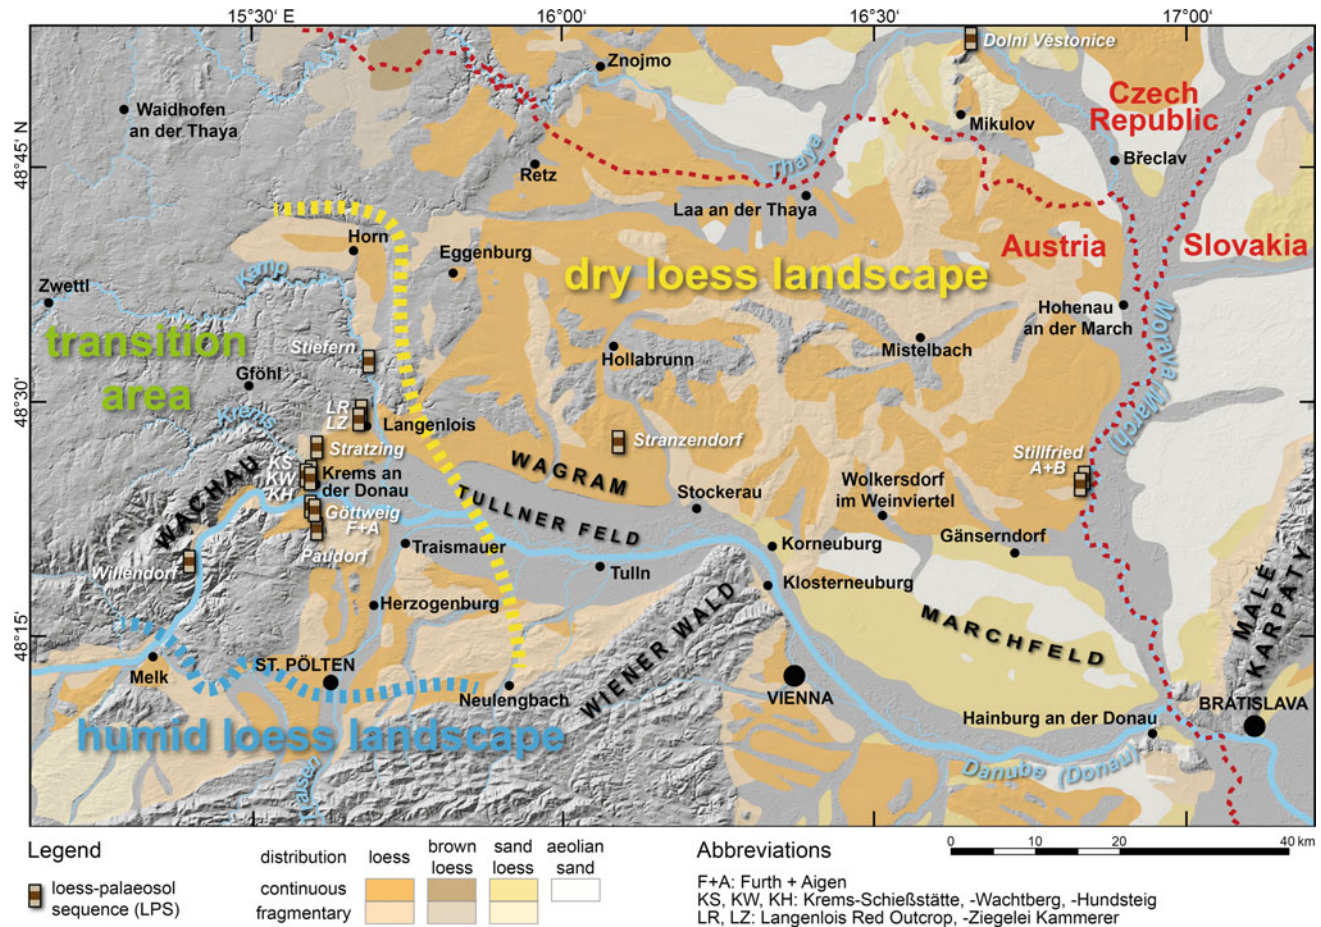 15°30' E
16°00'
16°30'
17°00'
48°45' N
48°30'
48°15'
Waidhofen
an der Thaya
Znojmo
Dolní Věstonice
Czech
Republic
Mikulov
Břeclav
Thaya
Retz
Laa an der Thaya
Horn
Eggenburg
Austria
Slovakia
dry loess landscape
Kamp
Zwettl
transition
area
Hohenau
an der March
Morava (March)
Stiefern
Hollabrunn
Mistelbach
Gföhl
Krems
LR
LZ
Langenlois
Stratzing
Stranzendorf
Stillfried
A+B
KS
KW
KH
Krems an
der Donau
WACHAU
WAGRAM
Wolkersdorf
im Weinviertel
Stockerau
TULLNER FELD
Göttweig
F+A
Paudorf
Traismauer
Korneuburg
Gänserndorf
Willendorf
Tulln
Klosterneuburg
Herzogenburg
WIENER WALD
MARCHFELD
MALÉ
KARPATY
Melk
ST. PÖLTEN
Neulengbach
VIENNA
Hainburg an der Donau
BRATISLAVA
humid loess landscape
Traisen
Danube (Donau)
Legend
loess-palaeosol
sequence (LPS)
distribution
loess
brown
loess
sand
loess
aeolian
sand
continuous
fragmentary
Abbreviations
F+A: Furth + Aigen
KS, KW, KH: Krems-Schießstätte, -Wachtberg, -Hundsteig
LR, LZ: Langenlois Red Outcrop, -Ziegelei Kammerer
0 10 20 40 km